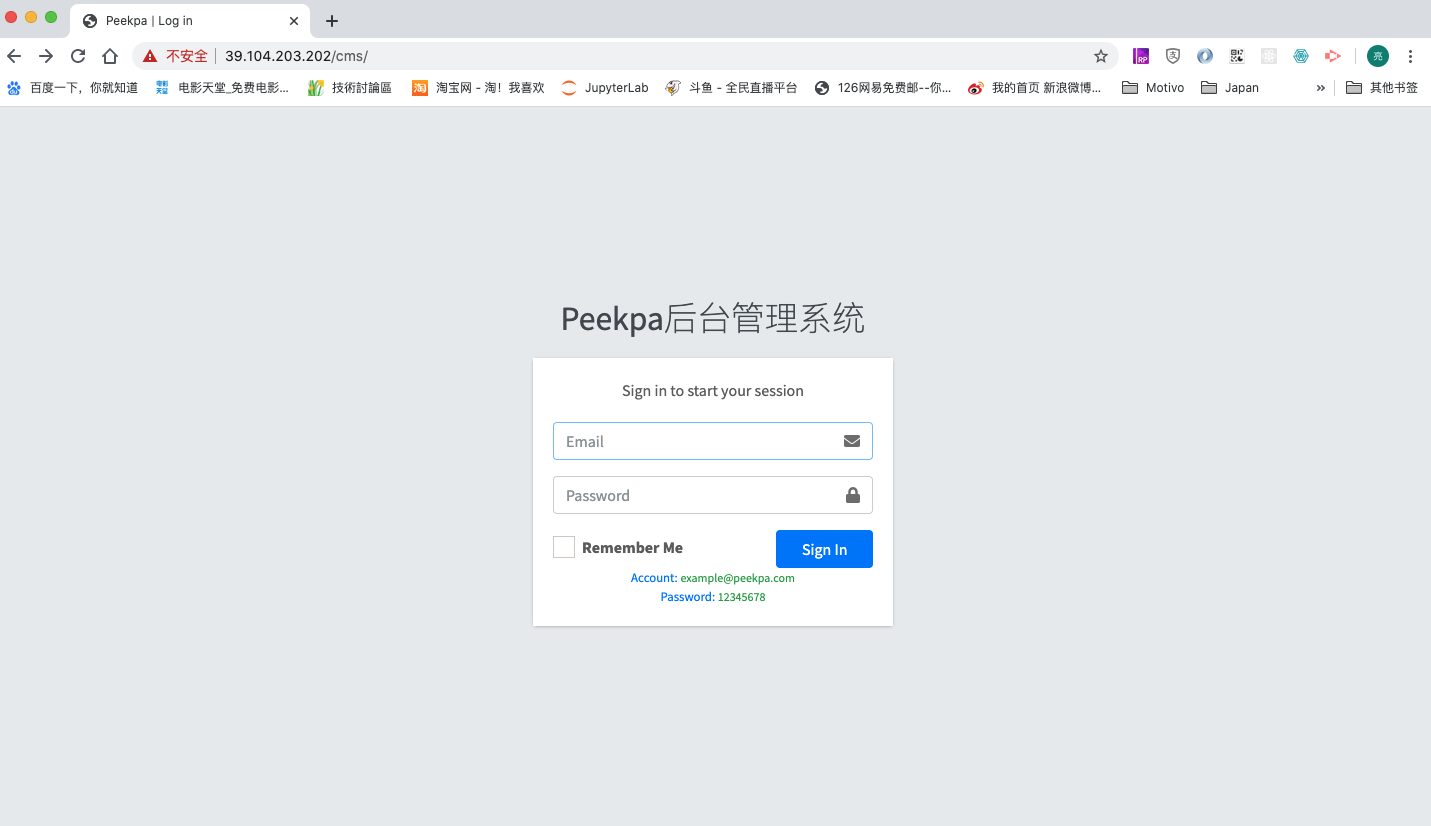 Peekpa | Log in
不安全 39.104.203.202/cms/
亮
百度一下，你就知道 电影天堂_免费电影... 技術討論區 淘宝网 - 淘！我喜欢 JupyterLab 斗鱼 - 全民直播平台 126网易免费邮--你... 我的首页 新浪微博... Motivo Japan » 其他书签
Peekpa后台管理系统
Sign in to start your session
Email
Password
Remember Me Sign In
Account: example@peekpa.com
Password: 12345678